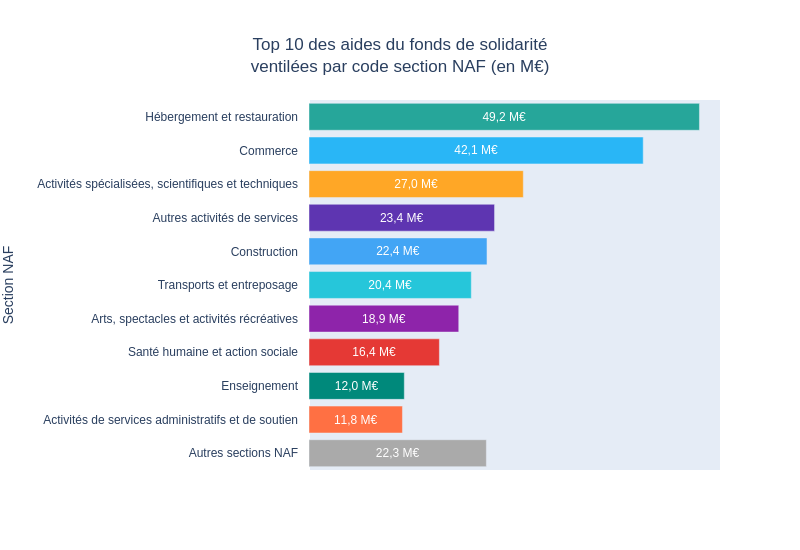 Top 10 des aides du fonds de solidarité
ventilées par code section NAF (en M€)
Section NAF
Hébergement et restauration 49,2 M€
Commerce 42,1 M€
Activités spécialisées, scientifiques et techniques 27,0 M€
Autres activités de services 23,4 M€
Construction 22,4 M€
Transports et entreposage 20,4 M€
Arts, spectacles et activités récréatives 18,9 M€
Santé humaine et action sociale 16,4 M€
Enseignement 12,0 M€
Activités de services administratifs et de soutien 11,8 M€
Autres sections NAF 22,3 M€